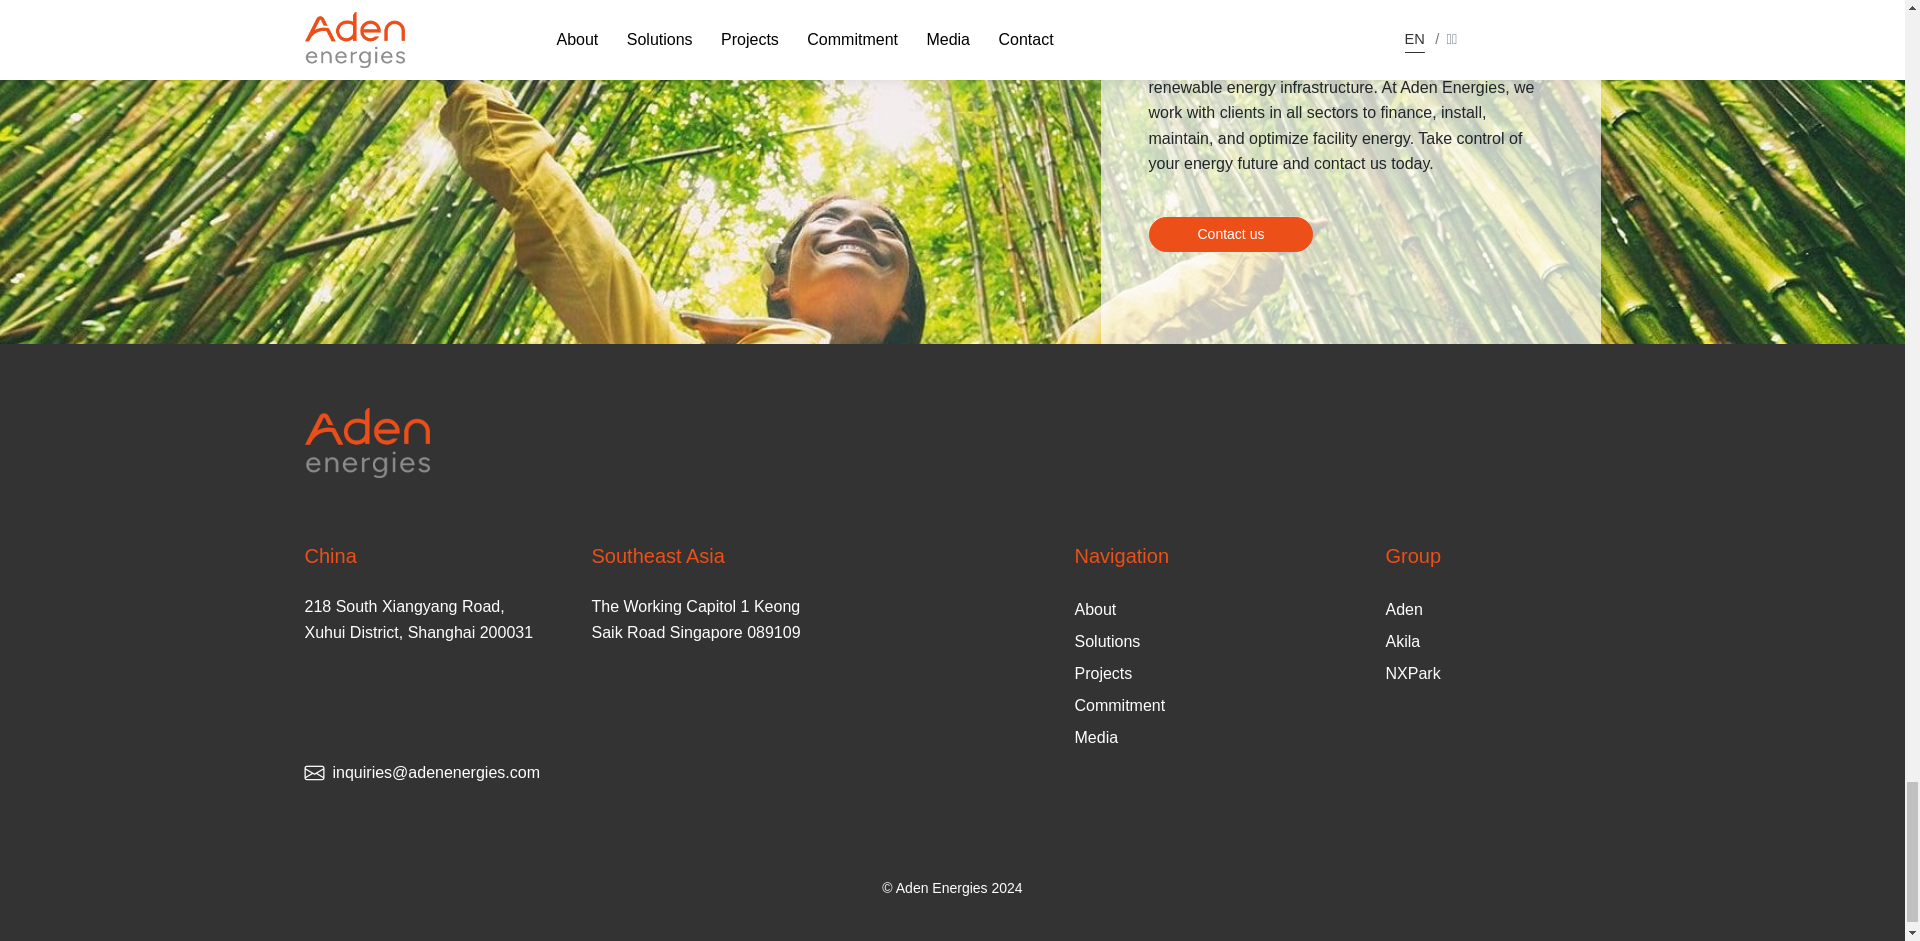 Aden
energies
About
Solutions
Projects
Commitment
Media
Contact
EN /
renewable energy infrastructure. At Aden Energies, we
work with clients in all sectors to finance, install,
maintain, and optimize facility energy. Take control of
your energy future and contact us today.
Contact us
Aden
energies
China
218 South Xiangyang Road,
Xuhui District, Shanghai 200031
Southeast Asia
The Working Capitol 1 Keong
Saik Road Singapore 089109
inquiries@adenenergies.com
Navigation
About
Solutions
Projects
Commitment
Media
Group
Aden
Akila
NXPark
© Aden Energies 2024